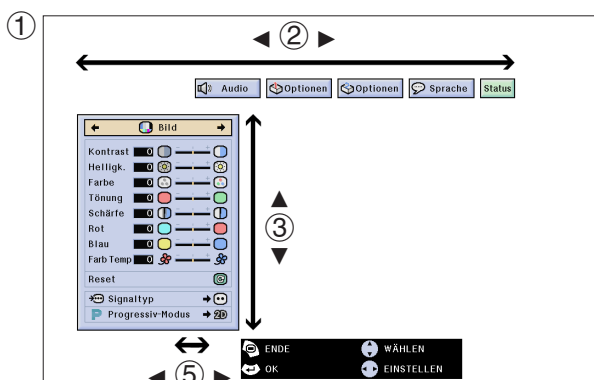 ①
◄ ② ►
Audio Optionen Optionen Sprache Status
← Bild →
Kontrast 0
Helligk. 0
Farbe 0
Tönung 0
Schärfe 0
Rot 0
Blau 0
Farb Temp 0
Reset
Signaltyp
P Progressiv-Modus → 2D
▲
③
▼
◄ ⑤ ►
ENDE WÄHLEN
OK EINSTELLEN